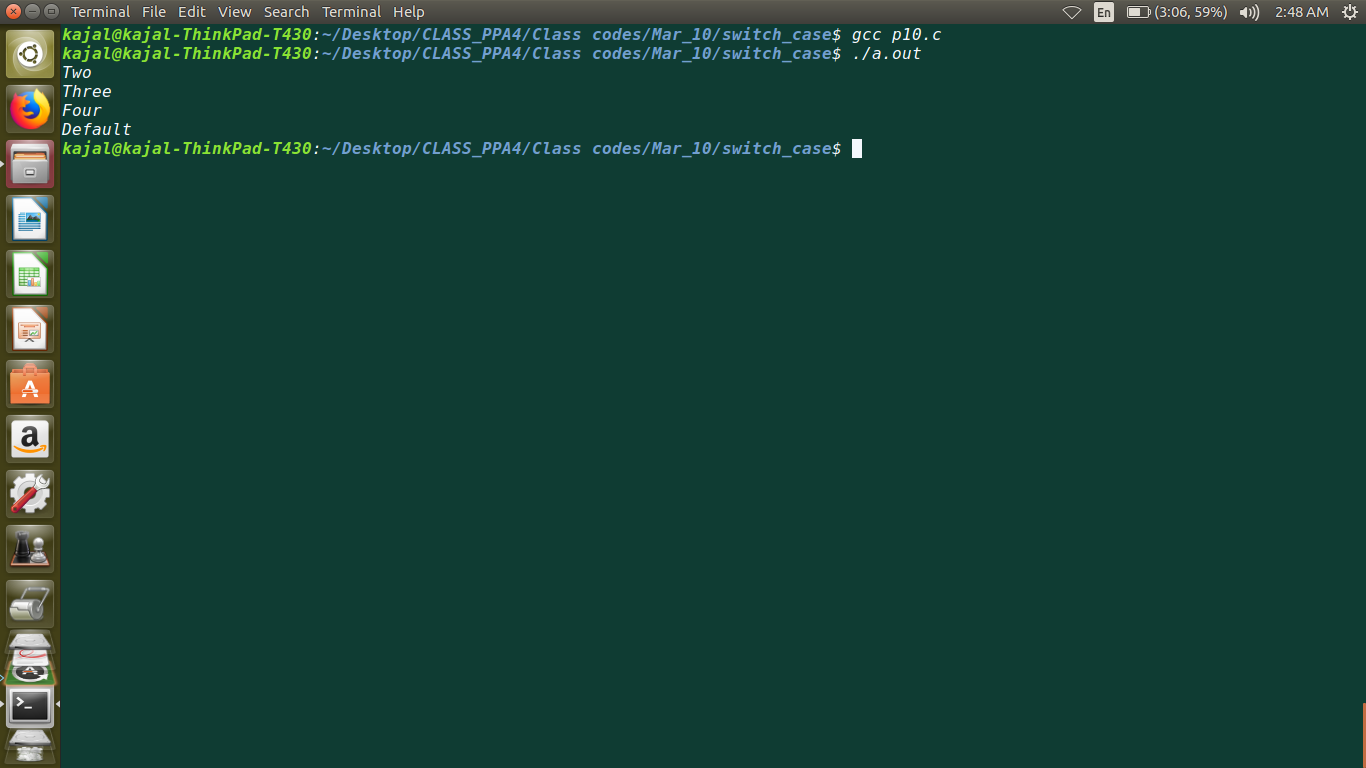 Terminal File Edit View Search Terminal Help En (3:06, 59%) 2:48 AM
kajal@kajal-ThinkPad-T430:~/Desktop/CLASS_PPA4/Class codes/Mar_10/switch_case$ gcc p10.c
kajal@kajal-ThinkPad-T430:~/Desktop/CLASS_PPA4/Class codes/Mar_10/switch_case$ ./a.out
Two
Three
Four
Default
kajal@kajal-ThinkPad-T430:~/Desktop/CLASS_PPA4/Class codes/Mar_10/switch_case$